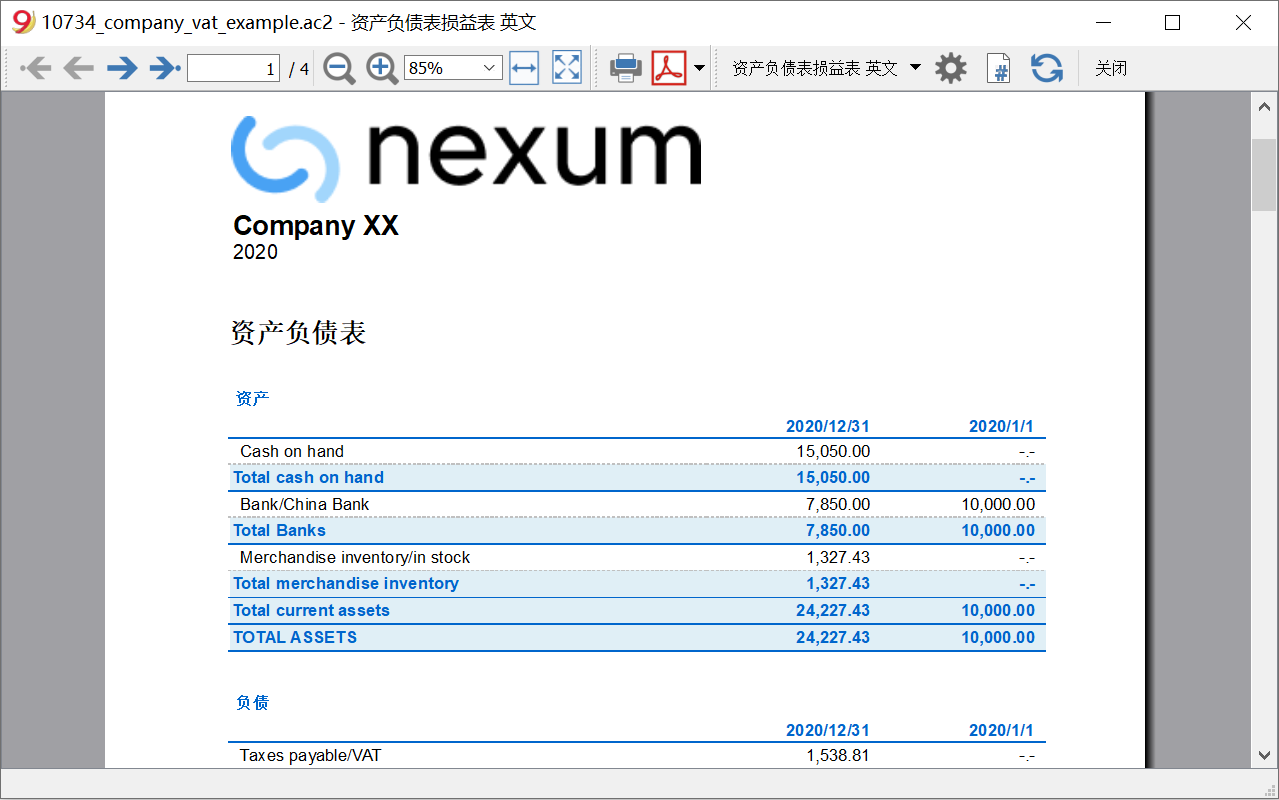 10734_company_vat_example.ac2 - 资产负债表损益表 英文
1 / 4 85% 资产负债表损益表 英文 # 关闭
nexum
Company XX
2020
资产负债表
资产
2020/12/31 2020/1/1
Cash on hand 15,050.00 -.-
Total cash on hand 15,050.00 -.-
Bank/China Bank 7,850.00 10,000.00
Total Banks 7,850.00 10,000.00
Merchandise inventory/in stock 1,327.43 -.-
Total merchandise inventory 1,327.43 -.-
Total current assets 24,227.43 10,000.00
TOTAL ASSETS 24,227.43 10,000.00
负债
2020/12/31 2020/1/1
Taxes payable/VAT 1,538.81 -.-